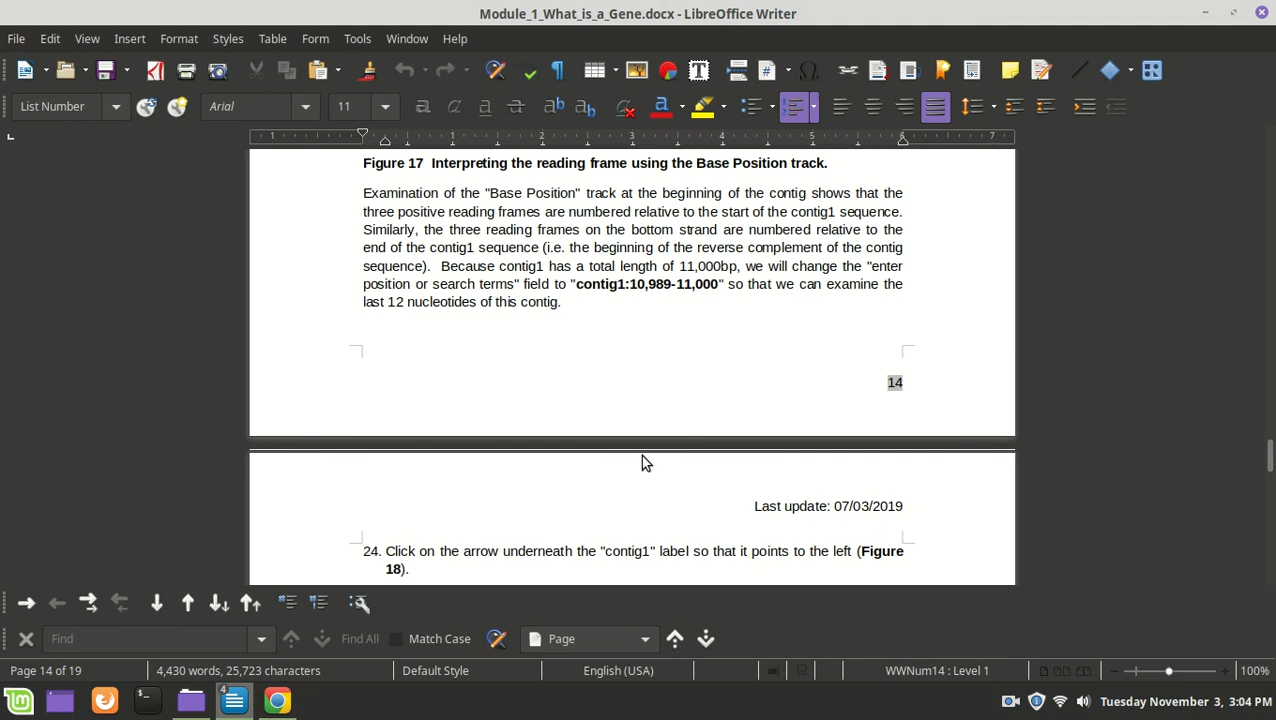 Module_1_What_is_a_Gene.docx - LibreOffice Writer
File Edit View Insert Format Styles Table Form Tools Window Help
List Number Arial 11
1 1 2 3 4 5 6 7
Figure 17 Interpreting the reading frame using the Base Position track.
Examination of the "Base Position" track at the beginning of the contig shows that the
three positive reading frames are numbered relative to the start of the contig1 sequence.
Similarly, the three reading frames on the bottom strand are numbered relative to the
end of the contig1 sequence (i.e. the beginning of the reverse complement of the contig
sequence). Because contig1 has a total length of 11,000bp, we will change the "enter
position or search terms" field to "contig1:10,989-11,000" so that we can examine the
last 12 nucleotides of this contig.
14
Last update: 07/03/2019
24. Click on the arrow underneath the "contig1" label so that it points to the left (Figure
18).
Find Find All Match Case Page
Page 14 of 19 4,430 words, 25,723 characters Default Style English (USA) WWNum14 : Level 1 100%
4 Tuesday November 3, 3:04 PM